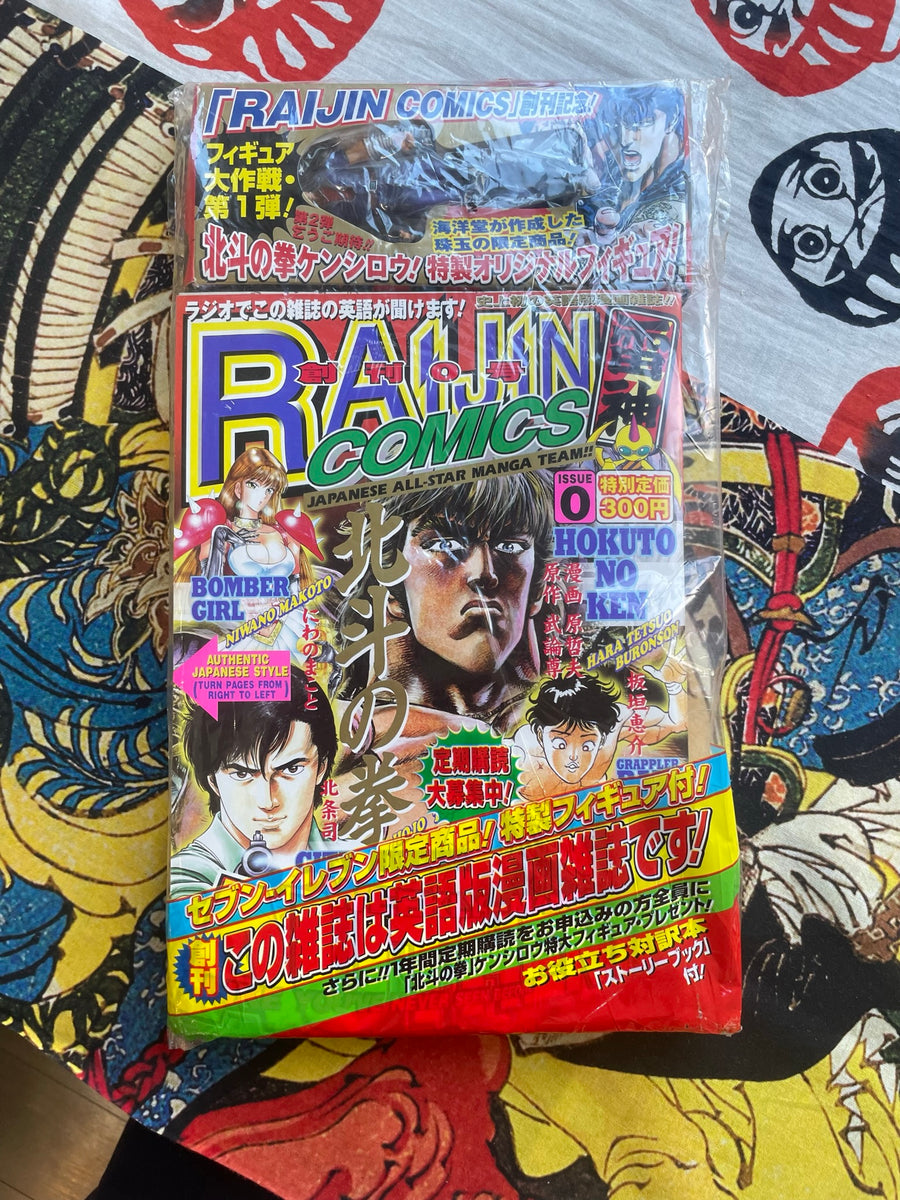 「RAIJIN COMICS」創刊記念!
フィギュア
大作戦・
第1弾!
第2弾
乞うご期待!!
海洋堂が作成した
珠玉の限定商品!
北斗の拳ケンシロウ! 特製オリジナルフィギュア!
ラジオでこの雑誌の英語が聞けます!
RAIJIN
創刊0号
雷神
COMICS
JAPANESE ALL-STAR MANGA TEAM!!
ISSUE
0
特別定価
300円
北斗の拳
HOKUTO
NO
KEN
漫画 原哲夫
原作 武論尊
HARA TETSUO
BURONSON
BOMBER
GIRL
NIWANO MAKOTO
にわのまこと
AUTHENTIC
JAPANESE STYLE
(TURN PAGES FROM
RIGHT TO LEFT)
板垣恵介
GRAPPLER
北条司
HOJO
定期購読
大募集中!
セブン-イレブン限定商品! 特製フィギュア付!
創刊
この雑誌は英語版漫画雑誌です!
さらに!!1年間定期購読をお申込みの方全員に
「北斗の拳」ケンシロウ特大フィギュア・プレゼント!
お役立ち対訳本
「ストーリーブック」
付!